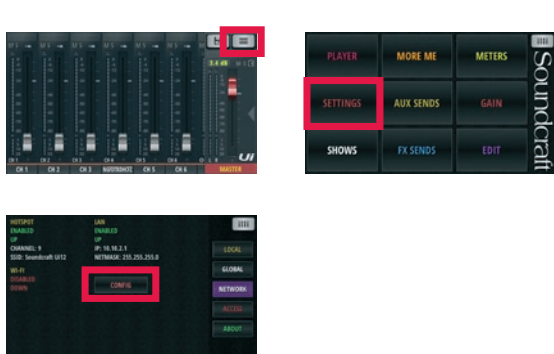 3.4 dB
CH 1
CH 1 CH 2 CH 3 CH 5 CH 6 MASTER
L R
Ui
PLAYER MORE ME METERS
SETTINGS AUX SENDS GAIN
SHOWS FX SENDS EDIT
Soundcraft
HOTSPOT
ENABLED
UP
CHANNEL: 9
SSID: Soundcraft Ui12
WI-FI
DISABLED
DOWN
LAN
ENABLED
UP
IP: 10.10.2.1
NETMASK: 255.255.255.0
CONFIG
LOCAL
GLOBAL
NETWORK
ACCESS
ABOUT